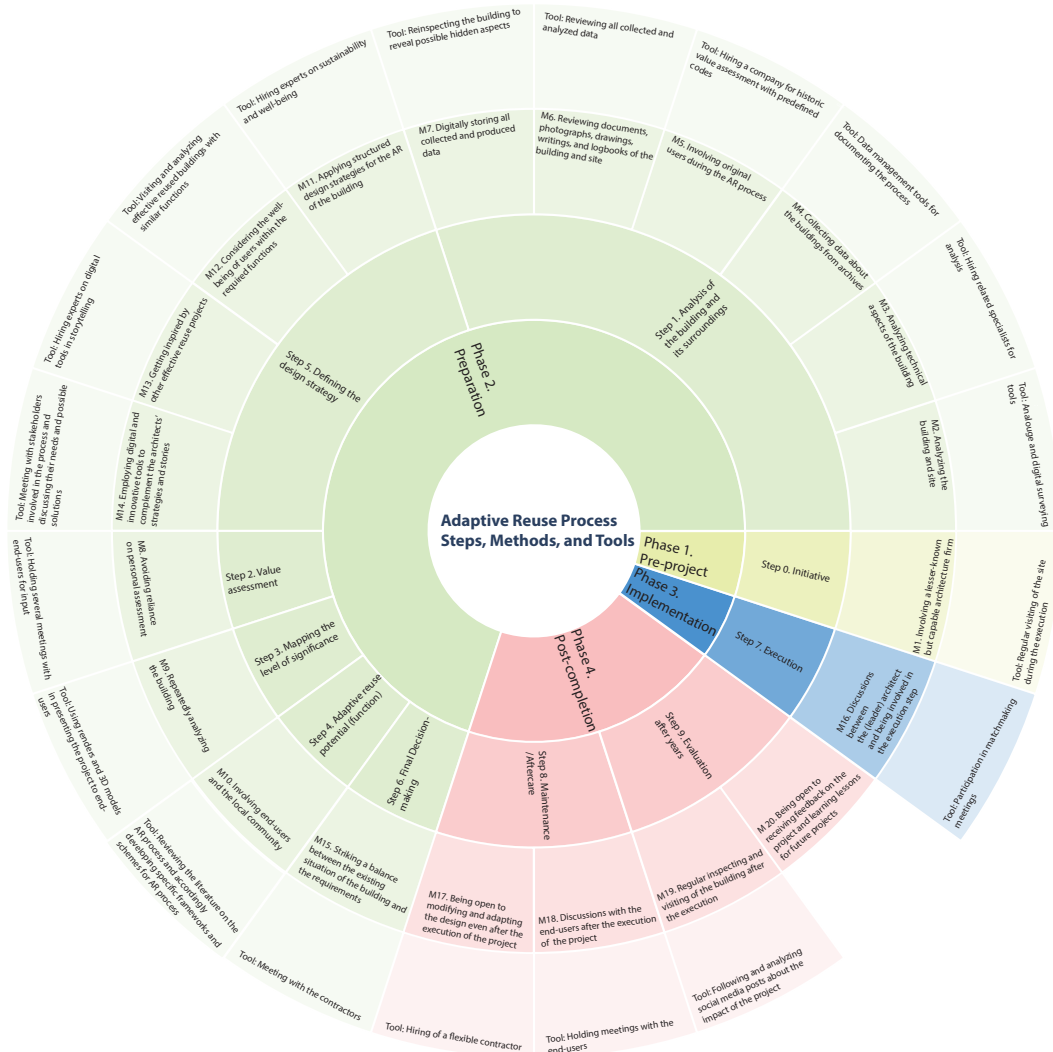 Adaptive Reuse Process
Steps, Methods, and Tools
Phase 1.
Pre-project
Step 0. Initiative
M1. Involving a lesser-known
but capable architecture firm
Tool: Regular visiting of the site
during the execution
Phase 2.
Preparation
Step 1. Analysis of
the building and
its surroundings
M2. Analyzing the
building and site
Tool: Analouge and digital surveying
tools
M3. Analyzing technical
aspects of the building
Tool: Hiring related specialists for
analysis
M4. Collecting data about
the buildings from archives
Tool: Data management tools for
documenting the process
M5. Involving original
users during the AR process
Tool: Hiring a company for historic
value assessment with predefined
codes
M6. Reviewing documents,
photographs, drawings,
writings, and logbooks of the
building and site
Tool: Reviewing all collected and
analyzed data
M7. Digitally storing all
collected and produced
data
Tool: Reinspecting the building to
reveal possible hidden aspects
Step 5. Defining the
design strategy
M11. Applying structured
design strategies for the AR
of the building
Tool: Hiring experts on sustainability
and well-being
M12. Considering the well-
being of users within the
required functions
Tool: Visiting and analyzing
effective reused buildings with
similar functions
M13. Getting inspired by
other effective reuse projects
Tool: Hiring experts on digital
tools in storytelling
M14. Employing digital and
innovative tools to
complement the architects'
strategies and stories
Tool: Meeting with stakeholders
involved in the process and
discussing their needs and possible
solutions
Step 2. Value
assessment
M8. Avoiding reliance
on personal assessment
Tool: Holding several meetings with
end-users for input
Step 3. Mapping the
level of significance
M9. Repeatedly analyzing
the building
Tool: Using renders and 3D models
in presenting the project to end
users
Step 4. Adaptive reuse
potential (function)
M10. Involving end-users
and the local community
Tool: Reviewing the literature on the
AR process and accordingly
developing specific frameworks and
schemes for AR process
Step 6. Final Decision-
making
M15. Striking a balance
between the existing
situation of the building and
the requirements
Tool: Meeting with the contractors
Phase 3.
Implementation
Step 7. Execution
M16. Discussions
between
the (leader) architect
and being involved in
the execution step
Tool: Participation in matchmaking
meetings
Phase 4.
Post-completion
Step 8. Maintenance
/Aftercare
M17. Being open to
modifying and adapting
the design even after the
execution of the project
Tool: Hiring of a flexible contractor
M18. Discussions with the
end-users after the execution
of the project
Tool: Holding meetings with the
end-users
Step 9. Evaluation
after years
M19. Regular inspecting and
visiting of the building after
the execution
Tool: Following and analyzing
social media posts about the
impact of the project
M 20. Being open to
receiving feedback on the
project and learning lessons
for future projects